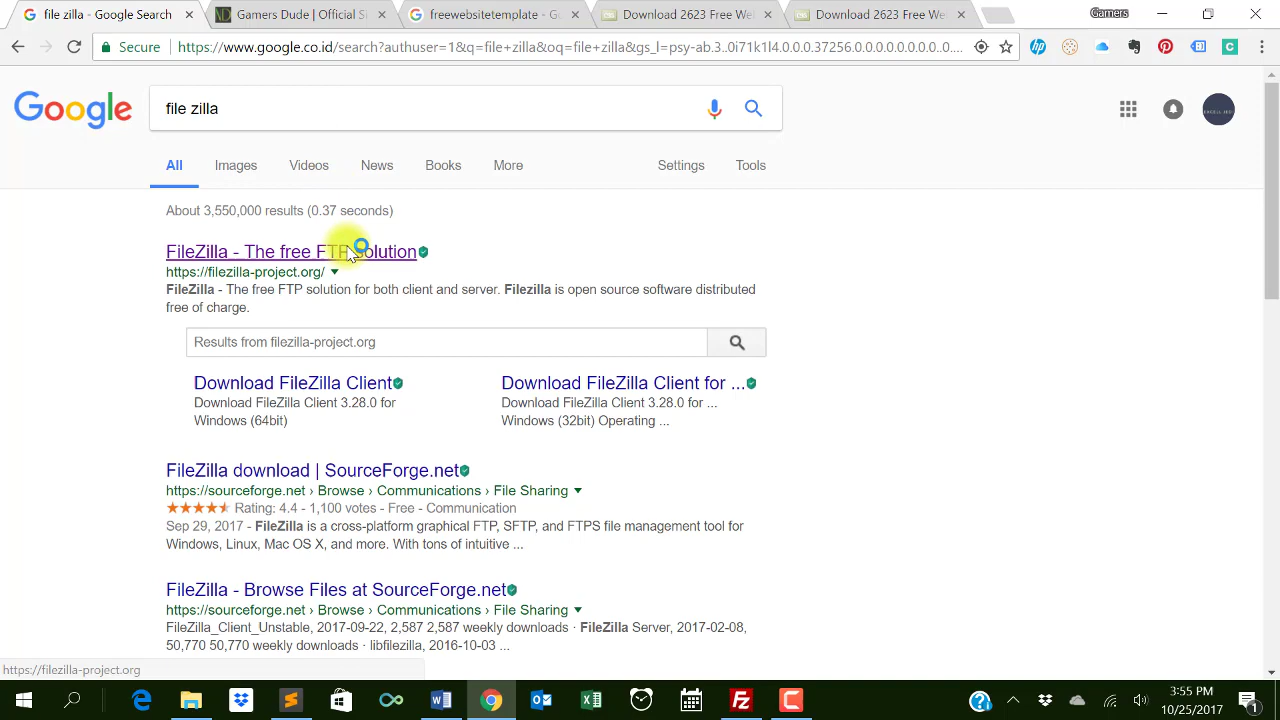 file zilla - Google Search
Gamers Dude | Official Si
freewebsitetemplate - G
Download 2623 Free We
Download 2623 Free We
Gamers
Secure
https://www.google.co.id/search?authuser=1&q=file+zilla&oq=file+zilla&gs_l=psy-ab.3..0i71k1l4.0.0.0.37256.0.0.0.0.0.0.0.0..0....
Google
file zilla
All Images Videos News Books More Settings Tools
About 3,550,000 results (0.37 seconds)
FileZilla - The free FTP solution
https://filezilla-project.org/
FileZilla - The free FTP solution for both client and server. Filezilla is open source software distributed
free of charge.
Results from filezilla-project.org
Download FileZilla Client
Download FileZilla Client 3.28.0 for
Windows (64bit)
Download FileZilla Client for ...
Download FileZilla Client 3.28.0 for ...
Windows (32bit) Operating ...
FileZilla download | SourceForge.net
https://sourceforge.net › Browse › Communications › File Sharing
Rating: 4.4 - 1,100 votes - Free - Communication
Sep 29, 2017 - FileZilla is a cross-platform graphical FTP, SFTP, and FTPS file management tool for
Windows, Linux, Mac OS X, and more. With tons of intuitive ...
FileZilla - Browse Files at SourceForge.net
https://sourceforge.net › Browse › Communications › File Sharing
FileZilla_Client_Unstable, 2017-09-22, 2,587 2,587 weekly downloads · FileZilla Server, 2017-02-08,
50,770 50,770 weekly downloads · libfilezilla, 2016-10-03 ...
https://filezilla-project.org
3:55 PM
10/25/2017